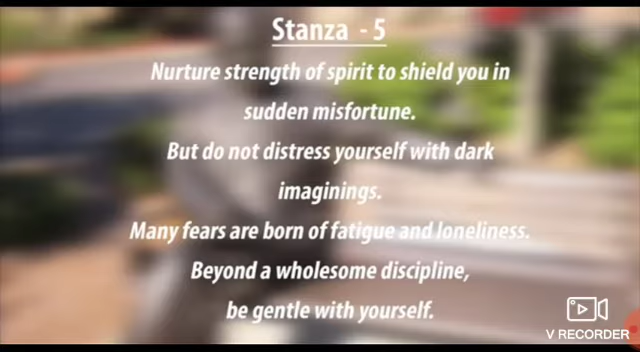 Stanza - 5
Nurture strength of spirit to shield you in
sudden misfortune.
But do not distress yourself with dark
imaginings.
Many fears are born of fatigue and loneliness.
Beyond a wholesome discipline,
be gentle with yourself.
V RECORDER